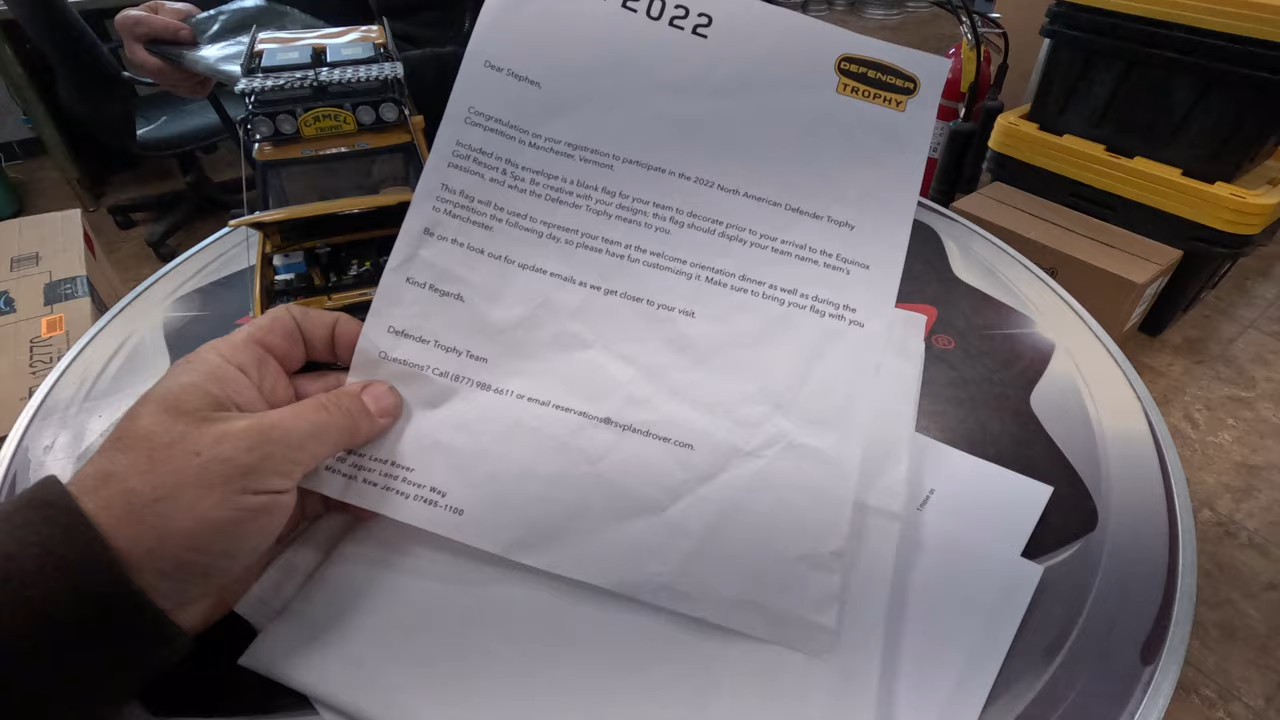 2022
DEFENDER
TROPHY
Dear Stephen,
Congratulation on your registration to participate in the 2022 North American Defender Trophy
Competition in Manchester, Vermont.
Included in this envelope is a blank flag for your team to decorate prior to your arrival to the Equinox
Golf Resort & Spa. Be creative with your designs; this flag should display your team name, team's
passions, and what the Defender Trophy means to you.
This flag will be used to represent your team at the welcome orientation dinner as well as during the
competition the following day, so please have fun customizing it. Make sure to bring your flag with you
to Manchester.
Be on the look out for update emails as we get closer to your visit.
Kind Regards,
Defender Trophy Team
Questions? Call (877) 988-6611 or email reservations@rsvplandrover.com.
Jaguar Land Rover
100 Jaguar Land Rover Way
Mahwah, New Jersey 07495-1100
CAMEL
TROPHY
®